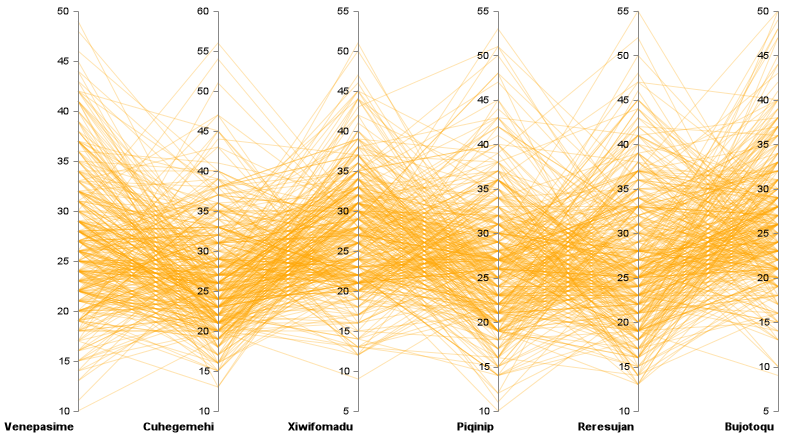 50 60 55 55 55 50
55 50 50 50 45
45 50 45 45 45 40
40 45 40 40 40 35
35 40 35 35 35 30
30 35 30 30 30 25
25 30 25 25 25 20
20 25 20 20 20 15
15 20 15 15 15 10
10 15 10 10 10 5
10 5
Venepasime Cuhegemehi Xiwifomadu Piqinip Reresujan Bujotoqu